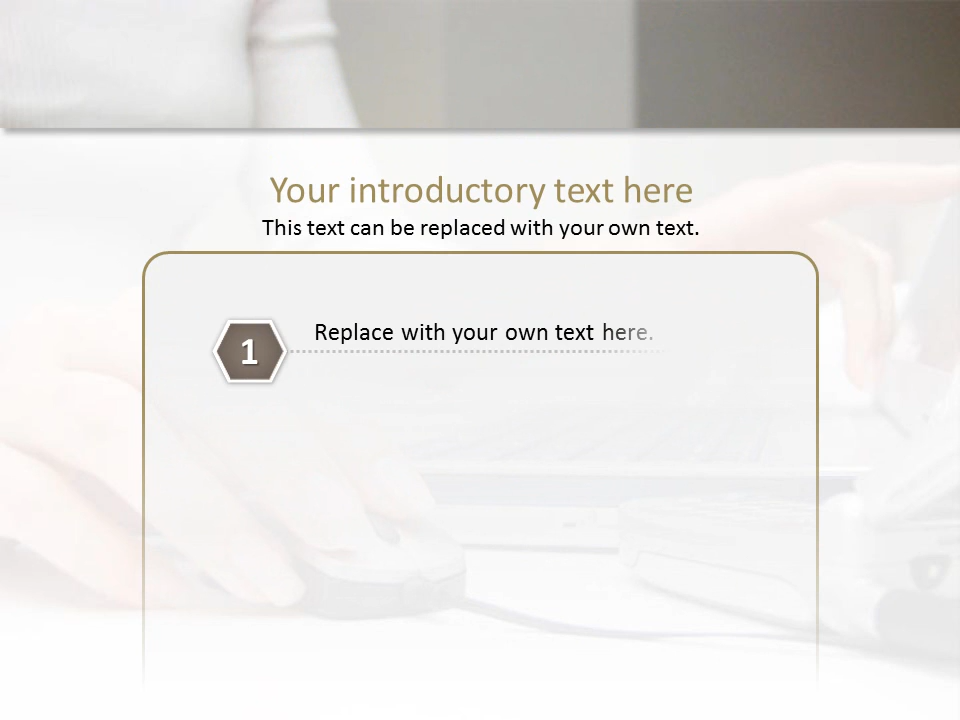 Your introductory text here
This text can be replaced with your own text.
1
Replace with your own text here.